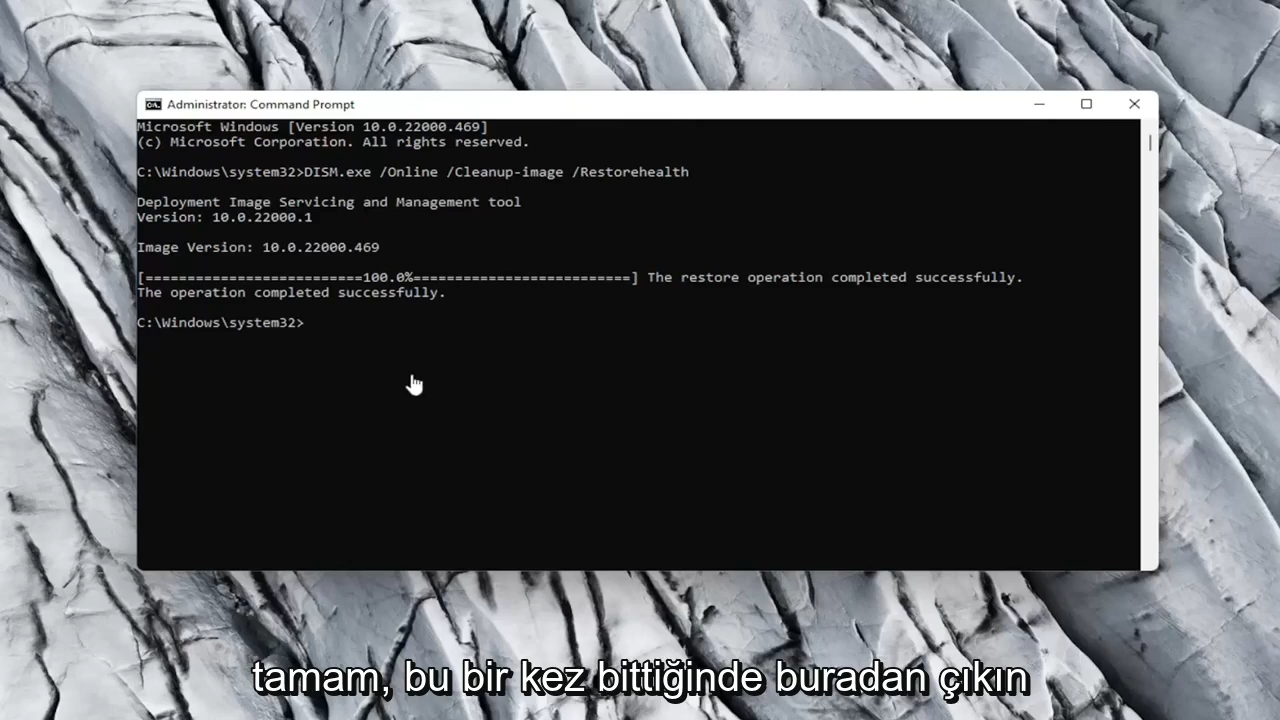 Administrator: Command Prompt
Microsoft Windows [Version 10.0.22000.469]
(c) Microsoft Corporation. All rights reserved.
C:\Windows\system32>DISM.exe /Online /Cleanup-image /Restorehealth
Deployment Image Servicing and Management tool
Version: 10.0.22000.1
Image Version: 10.0.22000.469
[==========================100.0%==========================] The restore operation completed successfully.
The operation completed successfully.
C:\Windows\system32>
tamam, bu bir kez bittiğinde buradan çıkın